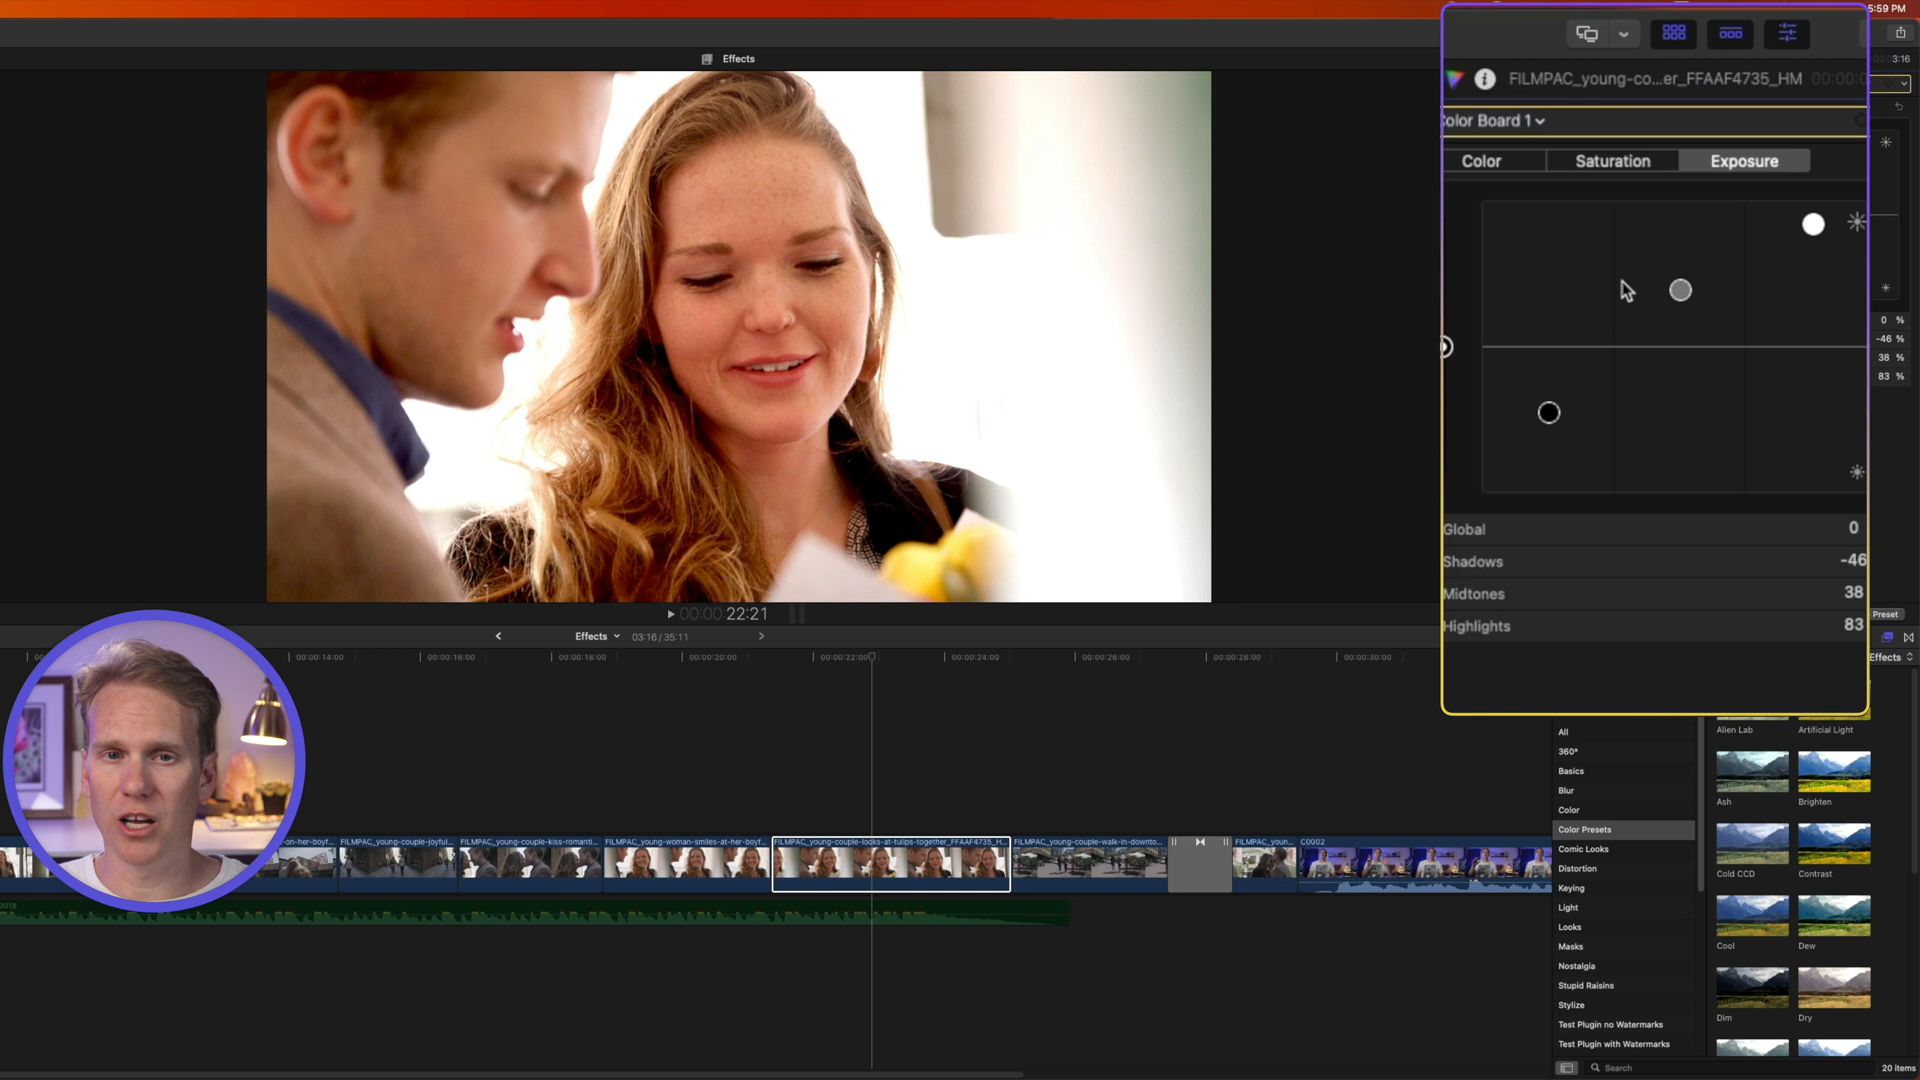 5:59 PM
Effects
3:16
FILMPAC_young-co...er_FFAAF4735_HM
Color Board 1
Color
Saturation
Exposure
0 %
-46 %
38 %
83 %
Global
0
Shadows
-46
Midtones
38
Highlights
83
Preset
00:00:22:21
Effects
03:16 / 35:11
Effects
00:00:14:00
00:00:16:00
00:00:18:00
00:00:20:00
00:00:22:00
00:00:24:00
00:00:26:00
00:00:28:00
00:00:30:00
-on-her-boyf...
FILMPAC_young-couple-joyful...
FILMPAC_young-couple-kiss-romanti...
FILMPAC_young-woman-smiles-at-her-boyf...
FILMPAC_young-couple-looks-at-tulips-together_FFAAF4735_H...
FILMPAC_young-couple-walk-in-downto...
FILMPAC_youn...
C0002
All
360°
Basics
Blur
Color
Color Presets
Comic Looks
Distortion
Keying
Light
Looks
Masks
Nostalgia
Stupid Raisins
Stylize
Test Plugin no Watermarks
Test Plugin with Watermarks
Alien Lab
Artificial Light
Ash
Brighten
Cold CCD
Contrast
Cool
Dew
Dim
Dry
Search
20 items